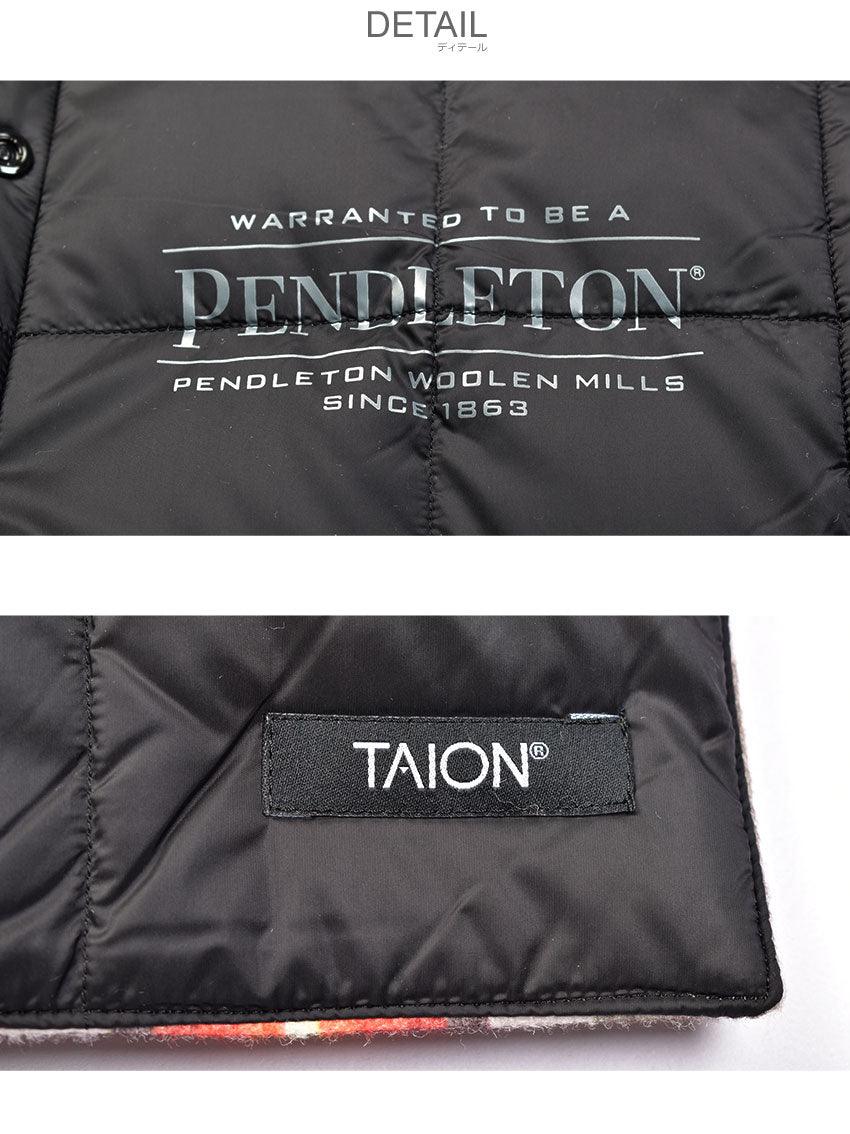 DETAIL
ディテール
WARRANTED TO BE A
PENDLETON®
PENDLETON WOOLEN MILLS
SINCE 1863
TAION®